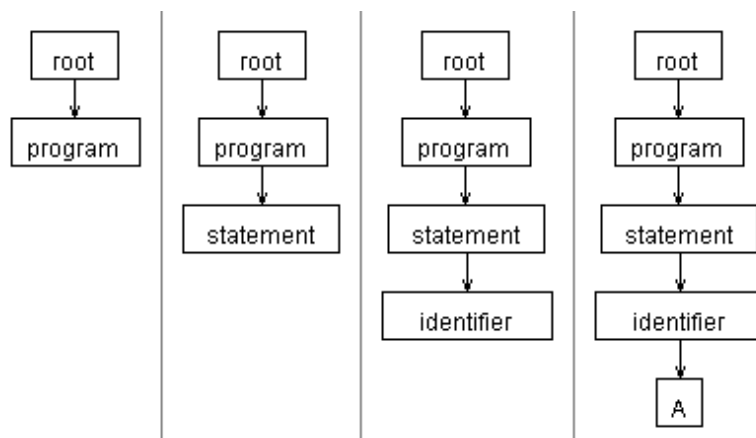 root
program
root
program
statement
root
program
statement
identifier
root
program
statement
identifier
A